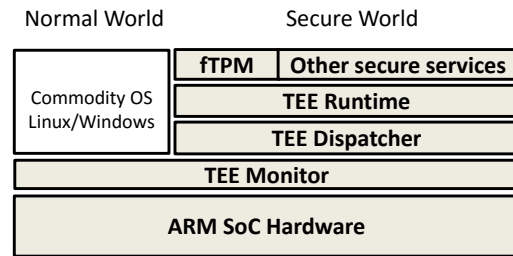 Normal World
Secure World
fTPM
Other secure services
Commodity OS
Linux/Windows
TEE Runtime
TEE Dispatcher
TEE Monitor
ARM SoC Hardware